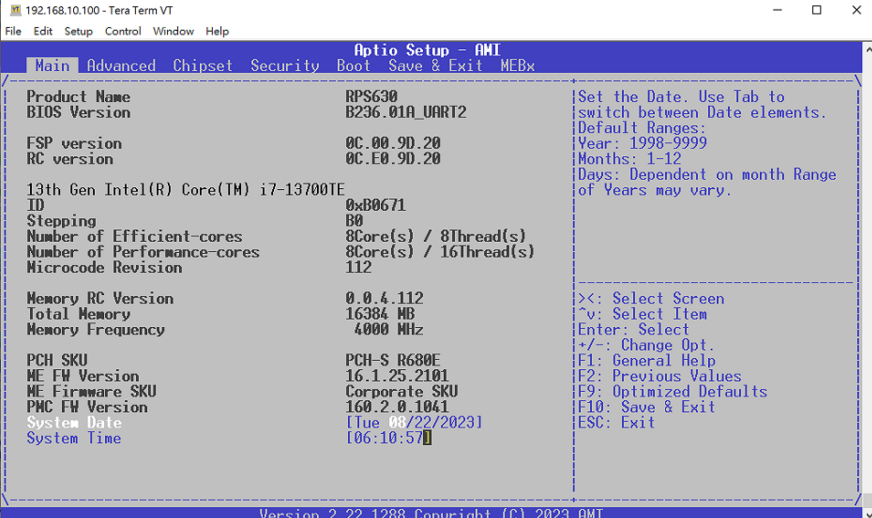 192.168.10.100 - Tera Term VT
File Edit Setup Control Window Help
Aptio Setup - AMI
Main Advanced Chipset Security Boot Save & Exit MEBx
Product Name RPS630
BIOS Version B236.01A_UART2
FSP version 0C.00.9D.20
RC version 0C.E0.9D.20
13th Gen Intel(R) Core(TM) i7-13700TE
ID 0xB0671
Stepping B0
Number of Efficient-cores 8Core(s) / 8Thread(s)
Number of Performance-cores 8Core(s) / 16Thread(s)
Microcode Revision 112
Memory RC Version 0.0.4.112
Total Memory 16384 MB
Memory Frequency 4000 MHz
PCH SKU PCH-S R680E
ME FW Version 16.1.25.2101
ME Firmware SKU Corporate SKU
PMC FW Version 160.2.0.1041
System Date [Tue 08/22/2023]
System Time [06:10:57]
Set the Date. Use Tab to
switch between Date elements.
Default Ranges:
Year: 1998-9999
Months: 1-12
Days: Dependent on month Range
of Years may vary.
><: Select Screen
^v: Select Item
Enter: Select
+/-: Change Opt.
F1: General Help
F2: Previous Values
F9: Optimized Defaults
F10: Save & Exit
ESC: Exit
Version 2.22.1288 Copyright (C) 2023 AMI